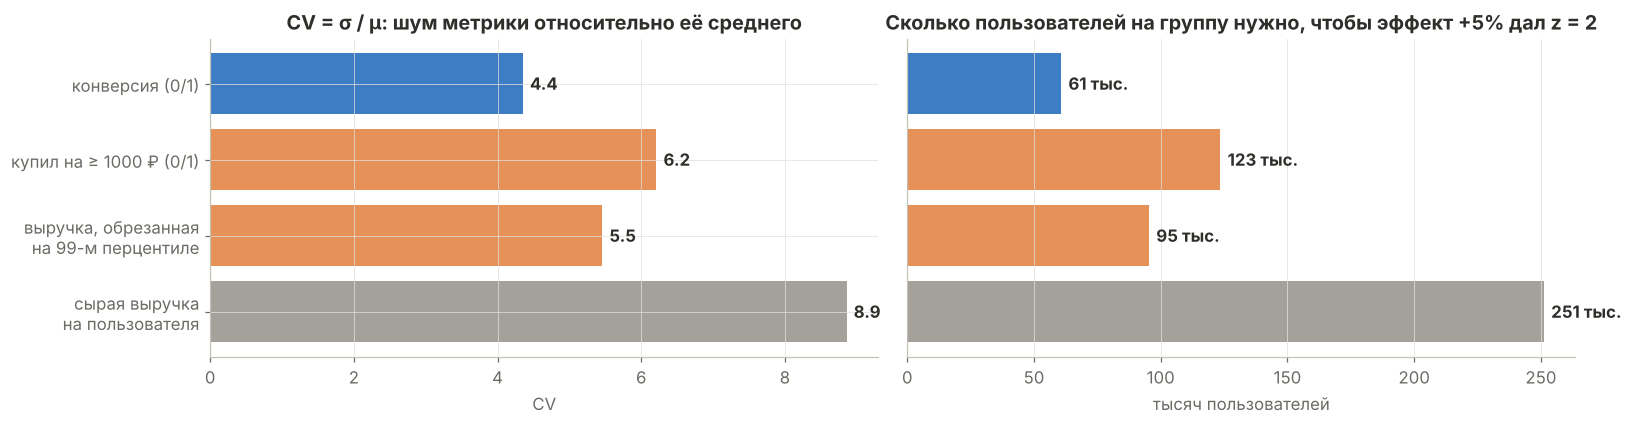 CV = σ / μ: шум метрики относительно её среднего
конверсия (0/1)
4.4
купил на ≥ 1000 ₽ (0/1)
6.2
выручка, обрезанная
на 99-м перцентиле
5.5
сырая выручка
на пользователя
8.9
0 2 4 6 8
CV
Сколько пользователей на группу нужно, чтобы эффект +5% дал z = 2
61 тыс.
123 тыс.
95 тыс.
251 тыс.
0 50 100 150 200 250
тысяч пользователей